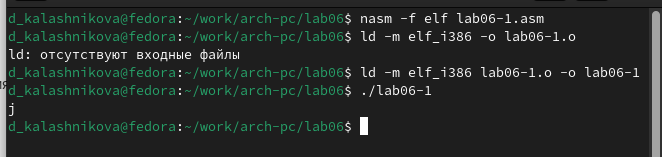 d_kalashnikova@fedora:~/work/arch-pc/lab06$ nasm -f elf lab06-1.asm
d_kalashnikova@fedora:~/work/arch-pc/lab06$ ld -m elf_i386 -o lab06-1.o
ld: отсутствуют входные файлы
d_kalashnikova@fedora:~/work/arch-pc/lab06$ ld -m elf_i386 lab06-1.o -o lab06-1
d_kalashnikova@fedora:~/work/arch-pc/lab06$ ./lab06-1
j
d_kalashnikova@fedora:~/work/arch-pc/lab06$